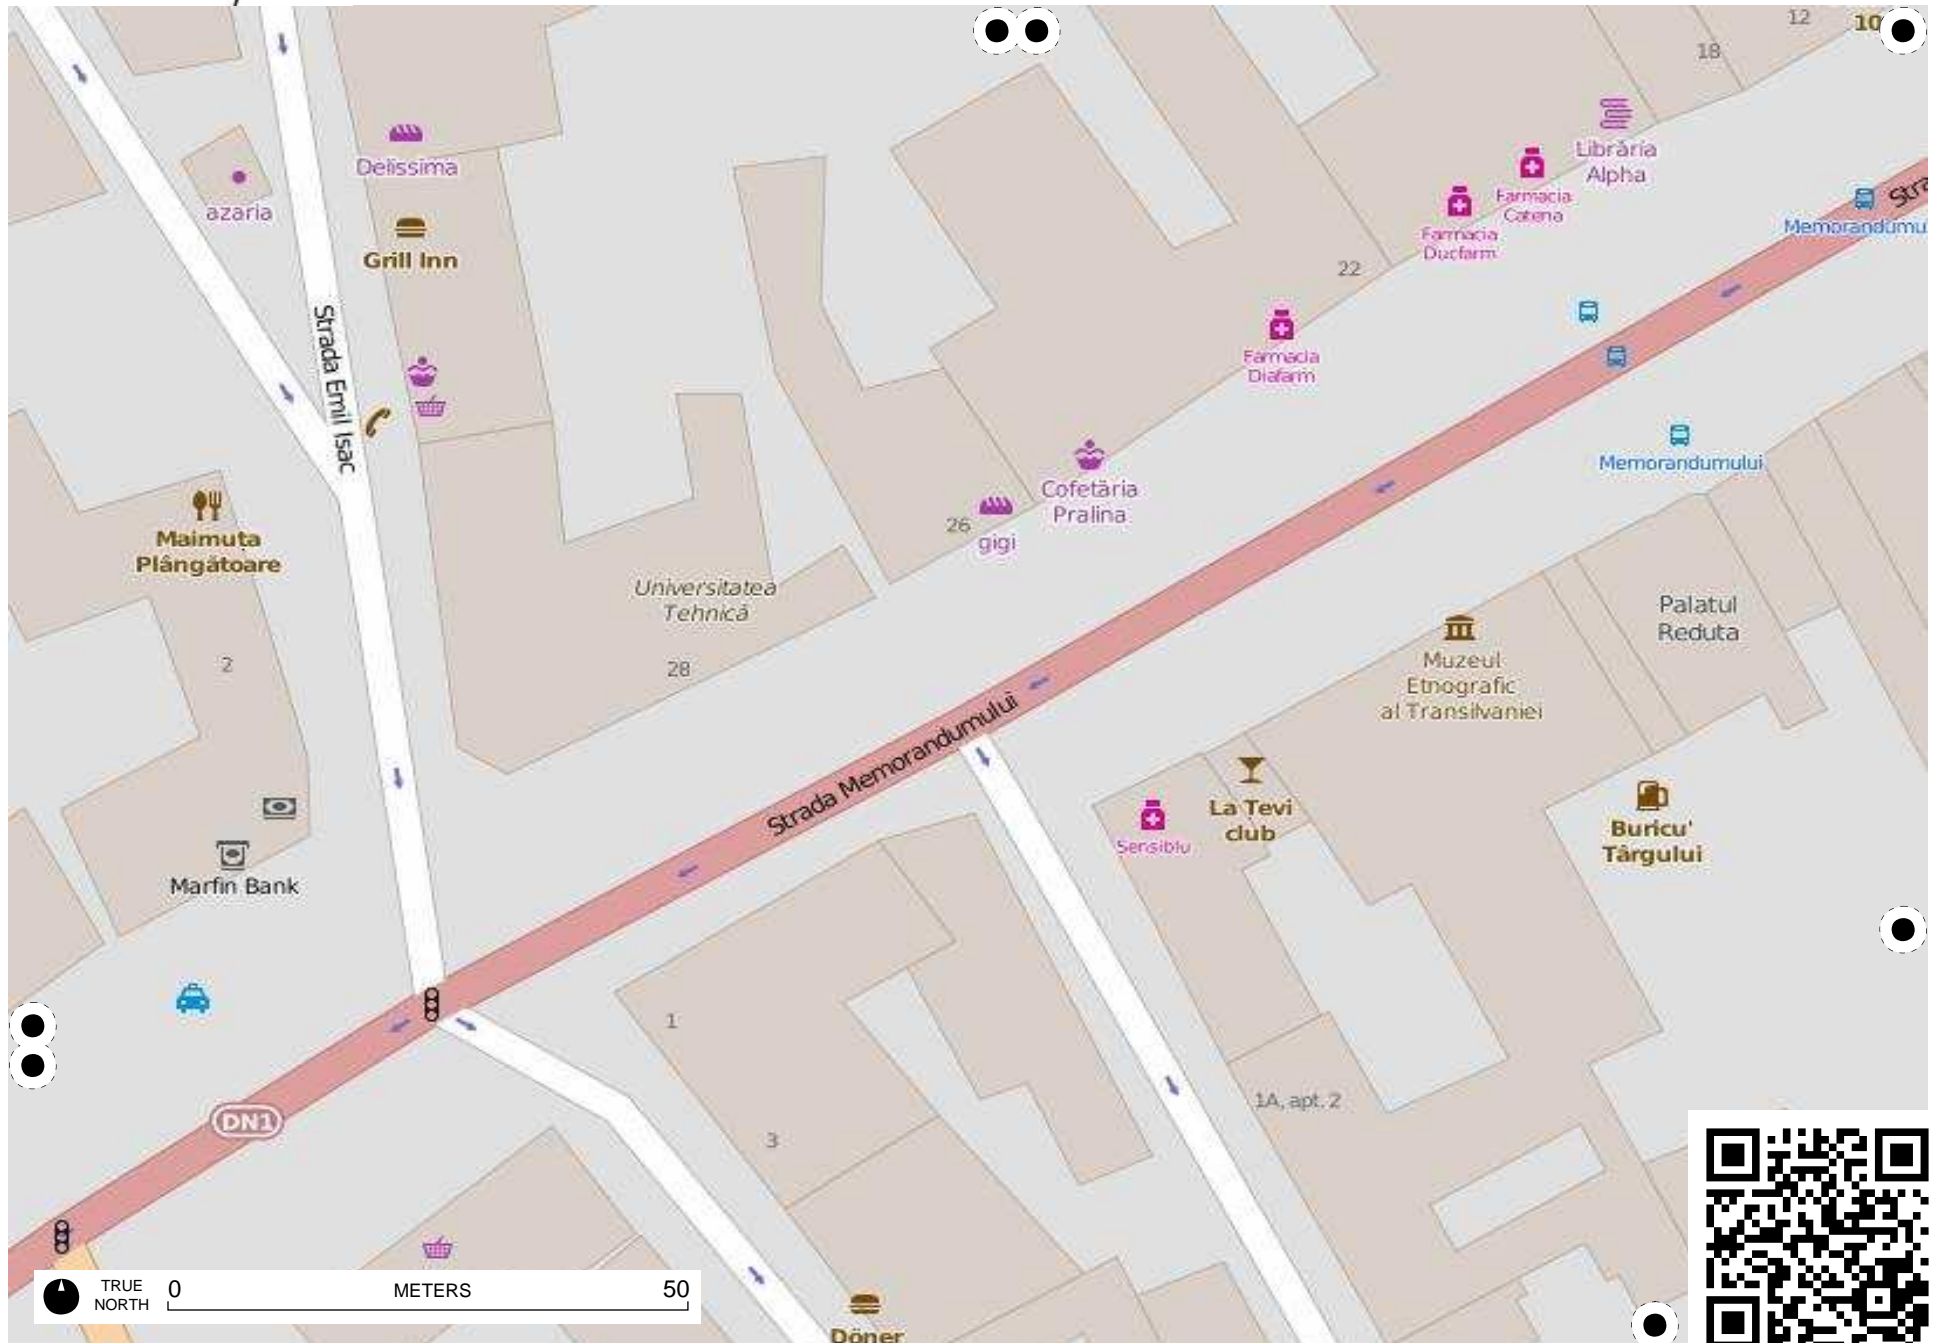 12
10
18
Delissima
azaria
Grill Inn
Librăria
Alpha
Farmacia
Catena
Farmacia
Ducfarm
Memorandumu
22
Strada Emil Isac
Farmacia
Diafarm
Memorandumului
Cofetăria
Pralina
26
gigi
Maimuța
Plângătoare
Universitatea
Tehnică
28
2
Palatul
Reduta
Muzeul
Etnografic
al Transilvaniei
Strada Memorandumului
La Țevi
club
Sensiblu
Buricu'
Târgului
Marfin Bank
1
DN1
1A, apt. 2
3
TRUE
NORTH
0 METERS 50
Döner